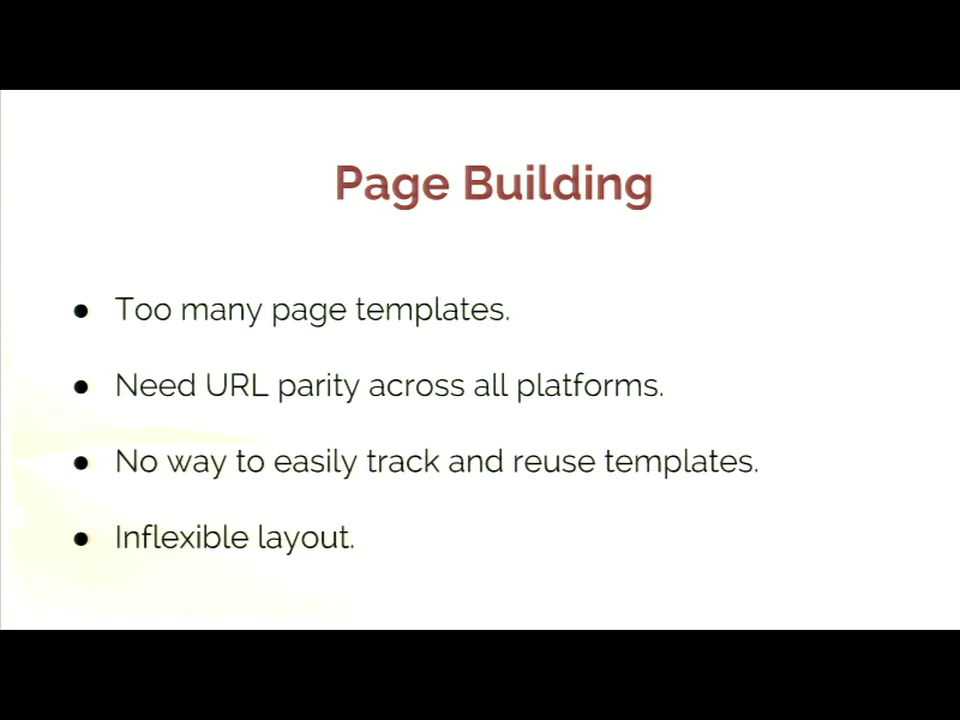 Page Building
● Too many page templates.
● Need URL parity across all platforms.
● No way to easily track and reuse templates.
● Inflexible layout.